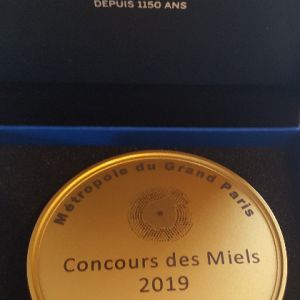 DEPUIS 1150 ANS
Métropole du Grand Paris
Concours des Miels
2019